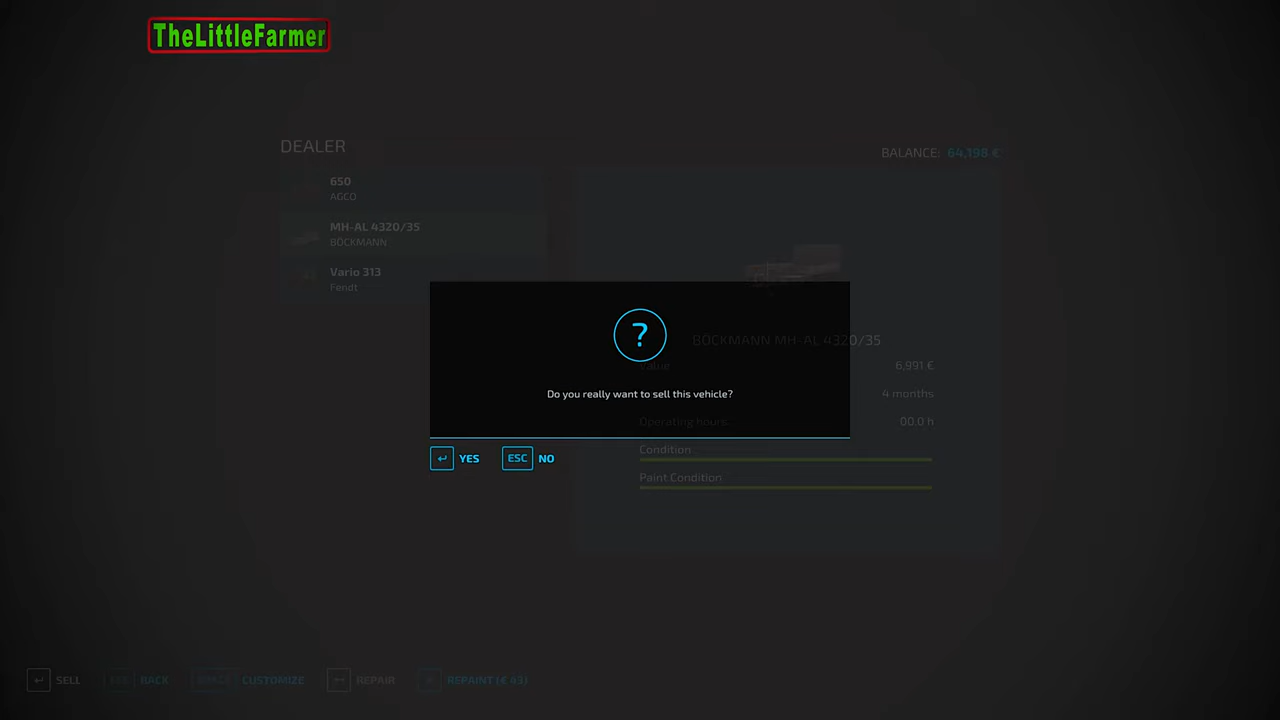 TheLittleFarmer
DEALER
BALANCE: 64,198 €
650
AGCO
MH-AL 4320/35
BÖCKMANN
Vario 313
Fendt
?
BÖCKMANN MH-AL 4320/35
Value 6,991 €
Do you really want to sell this vehicle?
4 months
Operating hours: 00.0 h
Condition
Paint Condition
YES ESC NO
SELL BACK CUSTOMIZE REPAIR REPAINT (€ 43)